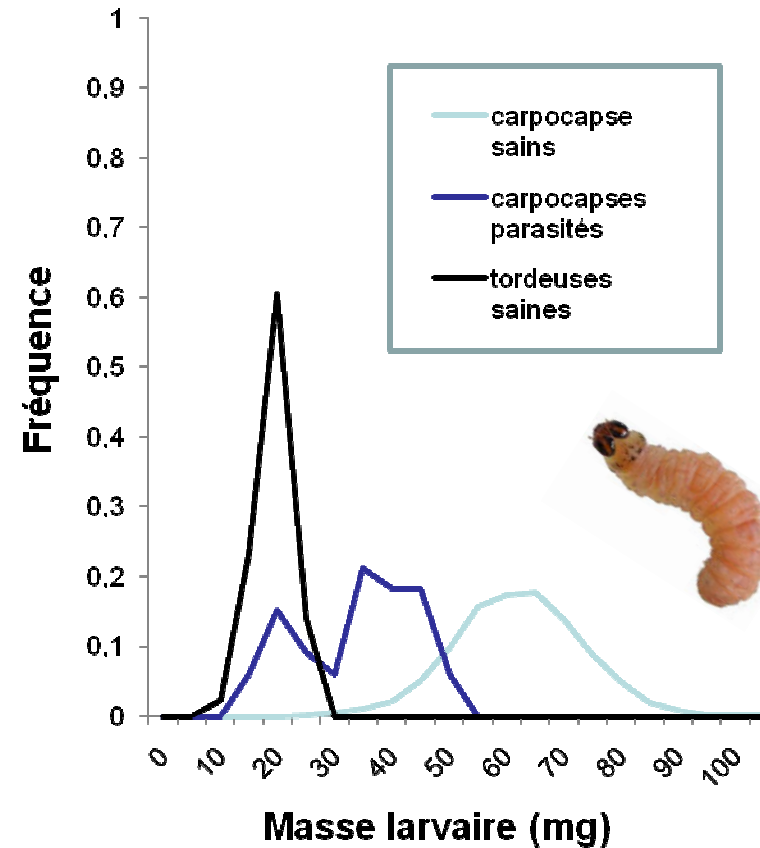 1
0.9
0.8
0.7
0.6
0.5
0.4
0.3
0.2
0.1
0
Fréquence
carpocapse
sains
carpocapses
parasités
tordeuses
saines
0 10 20 30 40 50 60 70 80 90 100
Masse larvaire (mg)